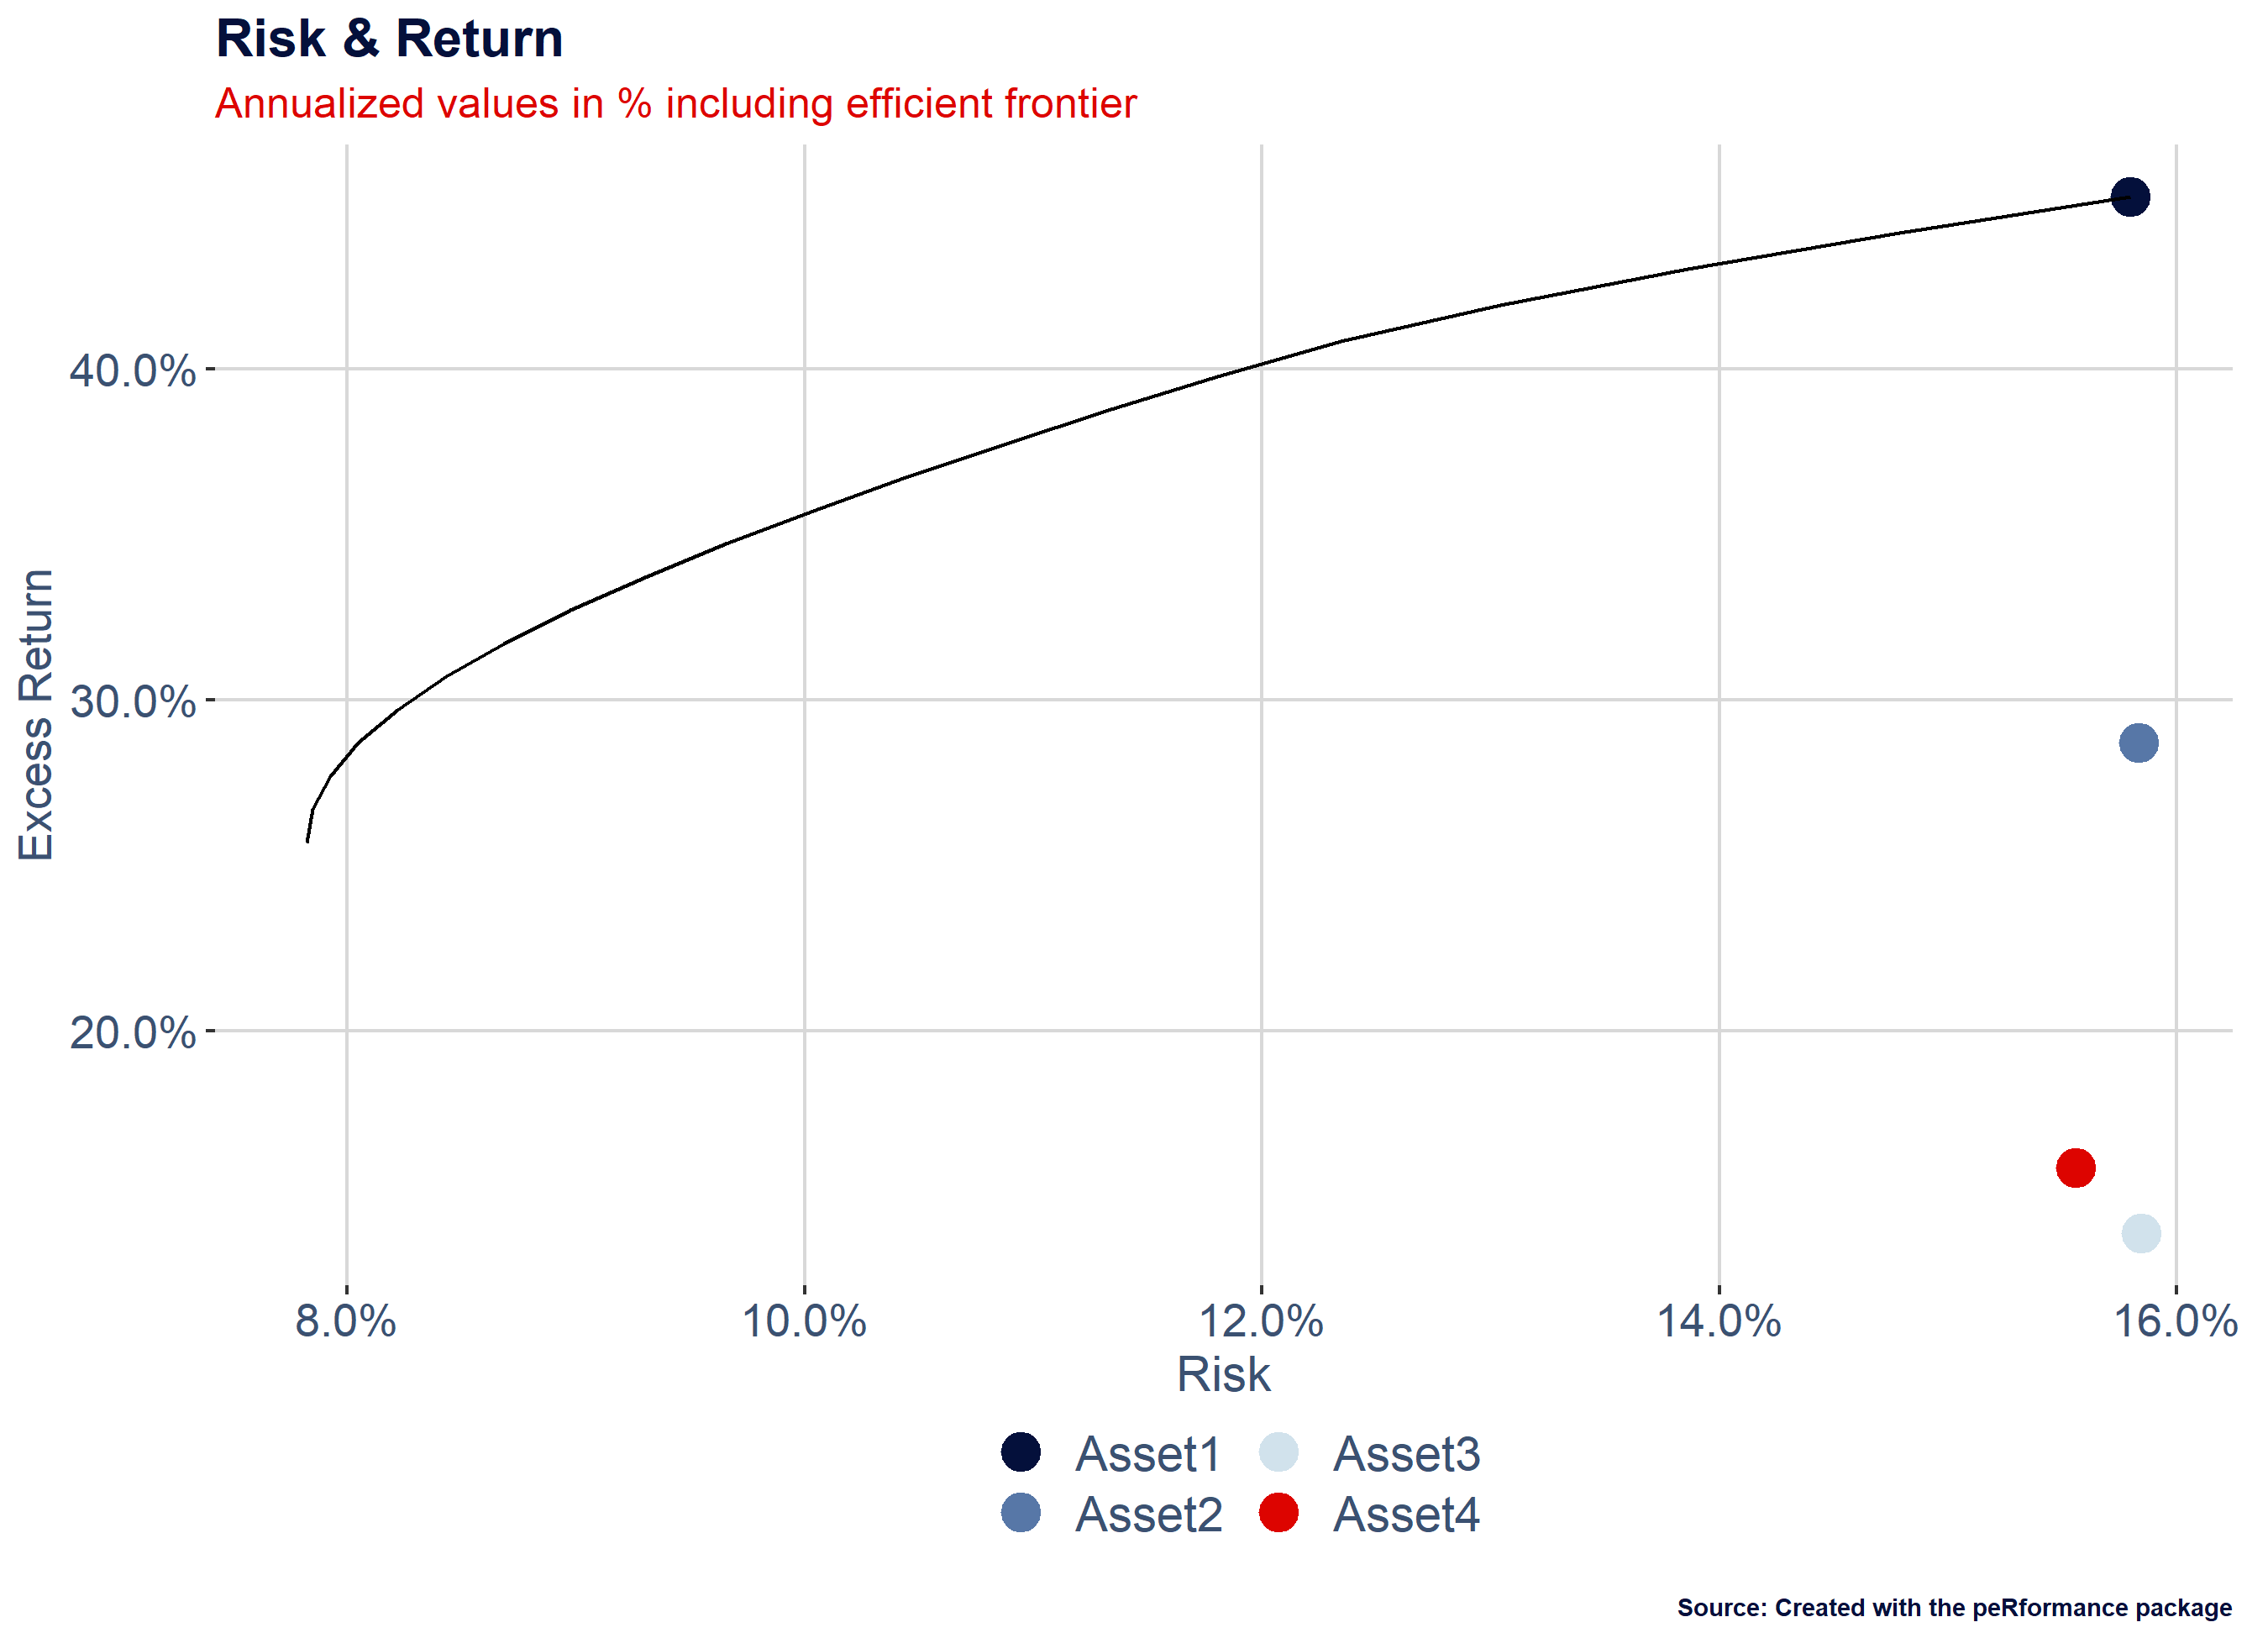 Risk & Return
Annualized values in % including efficient frontier
Excess Return
40.0%
30.0%
20.0%
8.0% 10.0% 12.0% 14.0% 16.0%
Risk
Asset1 Asset3
Asset2 Asset4
Source: Created with the peRformance package